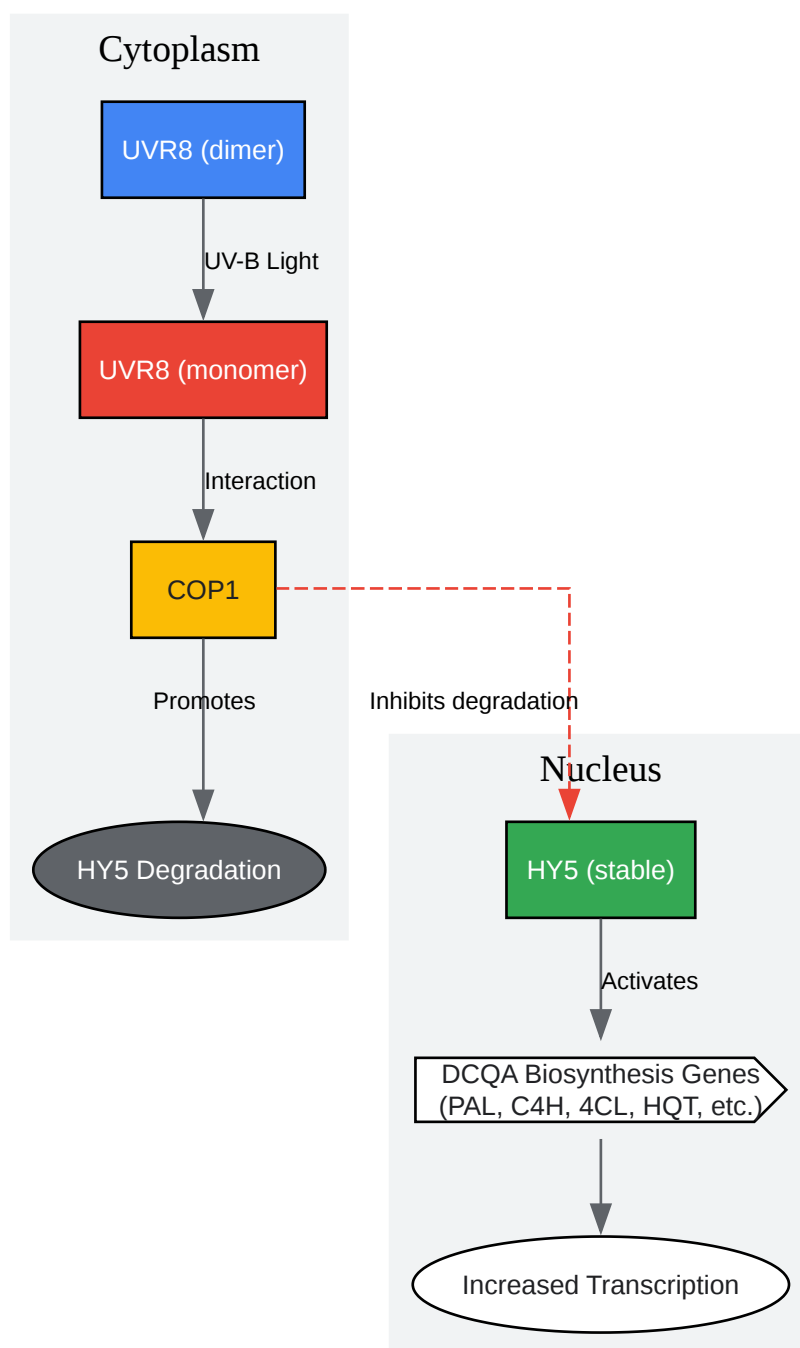 Cytoplasm
UVR8 (dimer)
UV-B Light
UVR8 (monomer)
Interaction
COP1
Promotes
Inhibits degradation
Nucleus
HY5 Degradation
HY5 (stable)
Activates
DCQA Biosynthesis Genes
(PAL, C4H, 4CL, HQT, etc.)
Increased Transcription